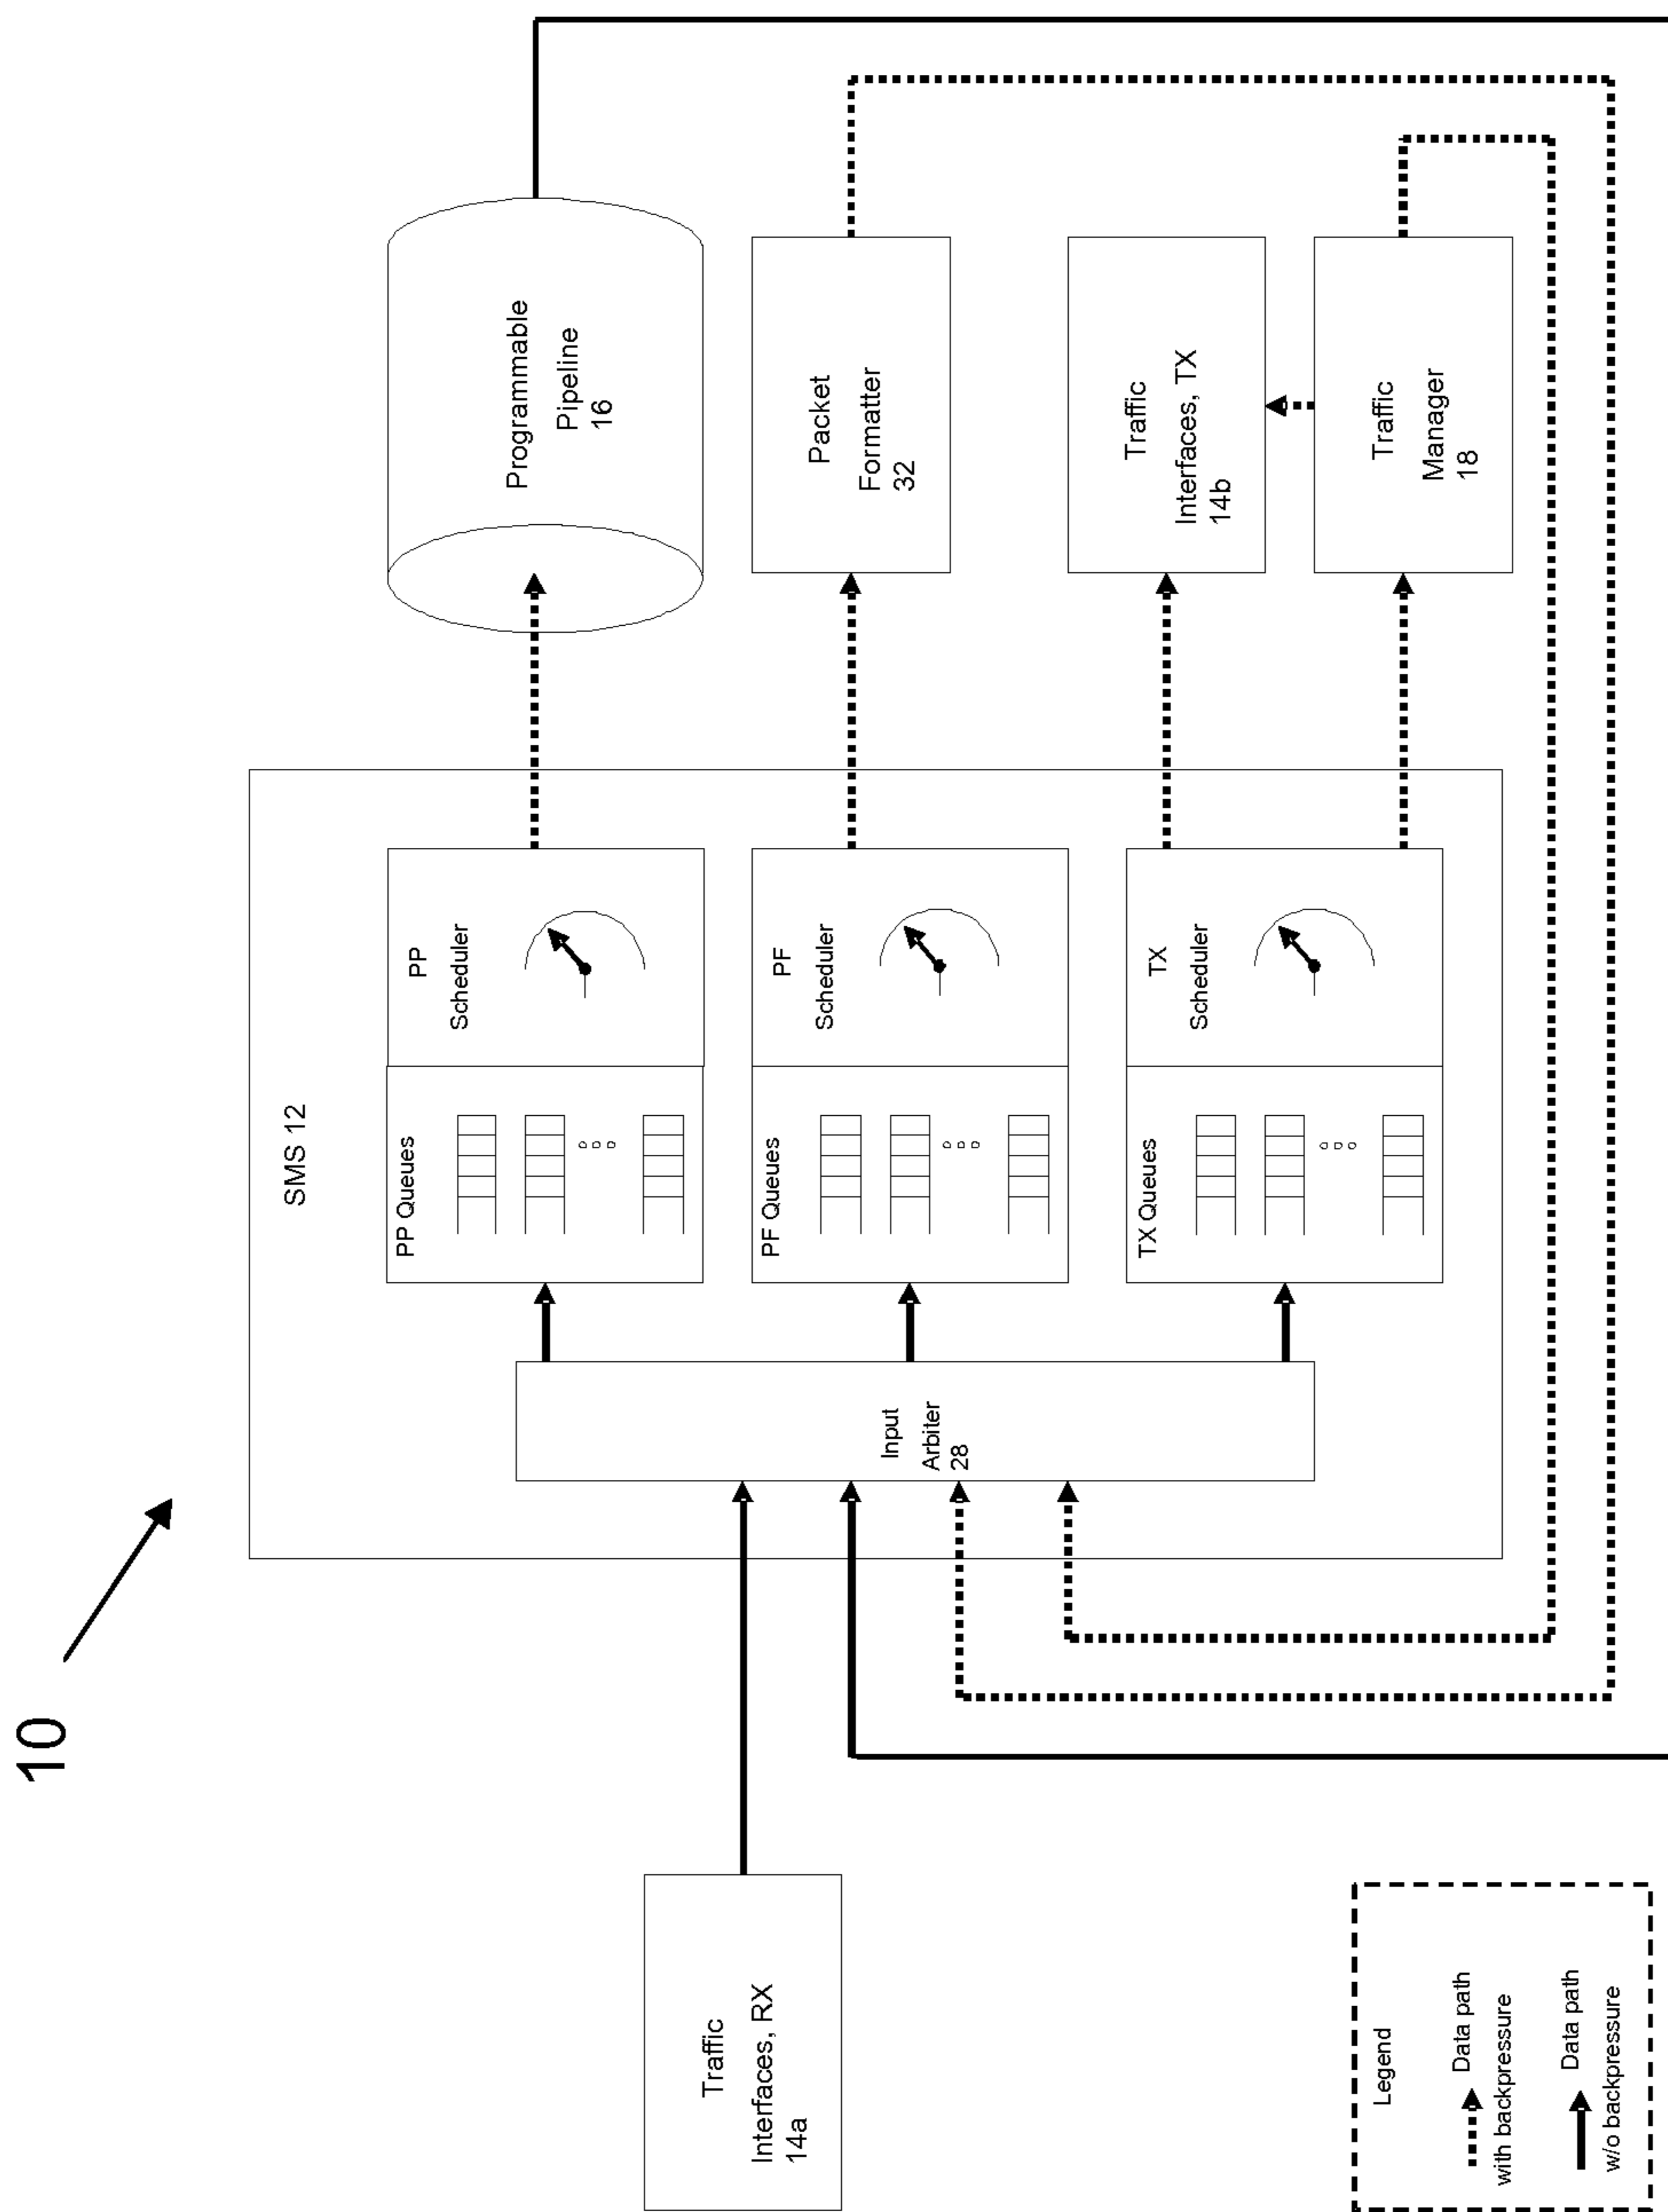 10
SMS 12
Traffic
Interfaces, RX
14a
Input
Arbiter
28
PP Queues
PP
Scheduler
PF Queues
PF
Scheduler
TX Queues
TX
Scheduler
Programmable
Pipeline
16
Packet
Formatter
32
Traffic
Interfaces, TX
14b
Traffic
Manager
18
Legend
Data path
with backpressure
Data path
w/o backpressure